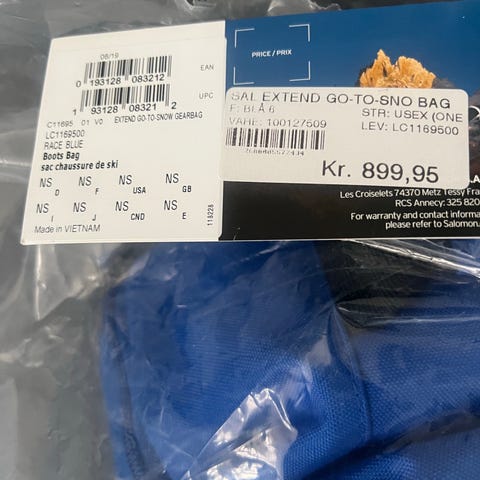 06/19
0 193128 083212
EAN
1 93128 08321 2
UPC
C11695 01 V0 EXTEND GO-TO-SNOW GEARBAG
LC1169500
RACE BLUE
Boots Bag
sac chaussure de ski
NS D NS F NS USA NS GB
NS I NS J NS CND NS E
Made in VIETNAM
118228
PRICE / PRIX
SAL EXTEND GO-TO-SNO BAG
F: BLÅ 6 STR: USEX (ONE
VARE: 100127509 LEV: LC1169500
Kr. 899,95
Les Croiselets 74370 Metz Tessy
RCS Annecy: 325 820
For warranty and contact informa
please refer to Salomon.